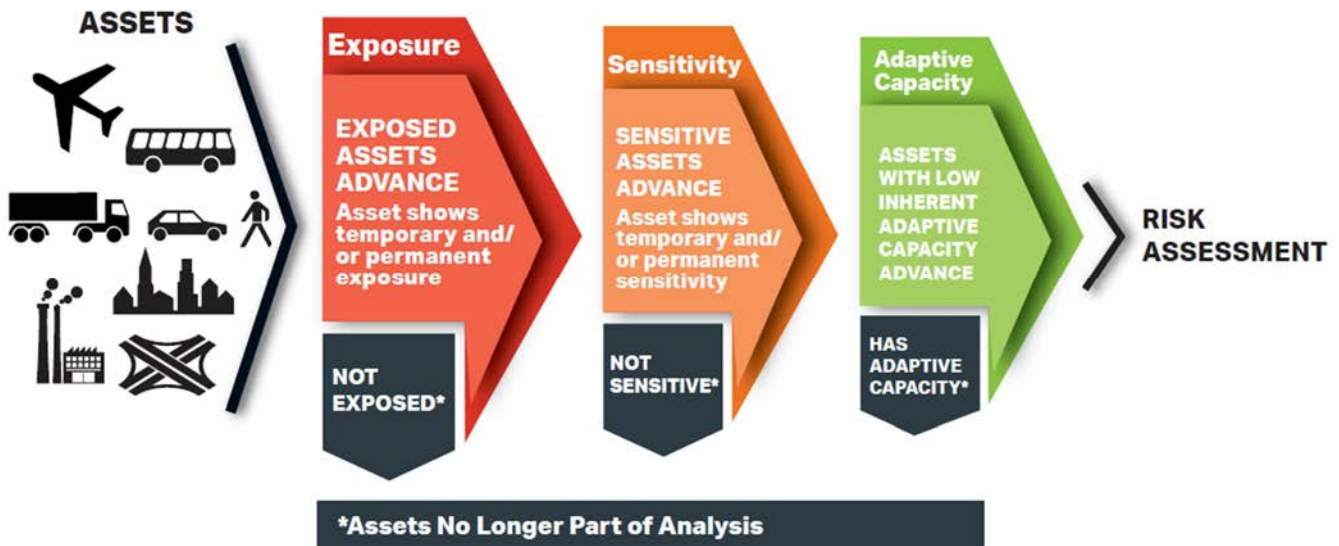 ASSETS
Exposure
EXPOSED
ASSETS
ADVANCE
Asset shows
temporary and/
or permanent
exposure
NOT
EXPOSED*
Sensitivity
SENSITIVE
ASSETS
ADVANCE
Asset shows
temporary and/
or permanent
sensitivity
NOT
SENSITIVE*
Adaptive
Capacity
ASSETS
WITH LOW
INHERENT
ADAPTIVE
CAPACITY
ADVANCE
HAS
ADAPTIVE
CAPACITY*
RISK
ASSESSMENT
*Assets No Longer Part of Analysis